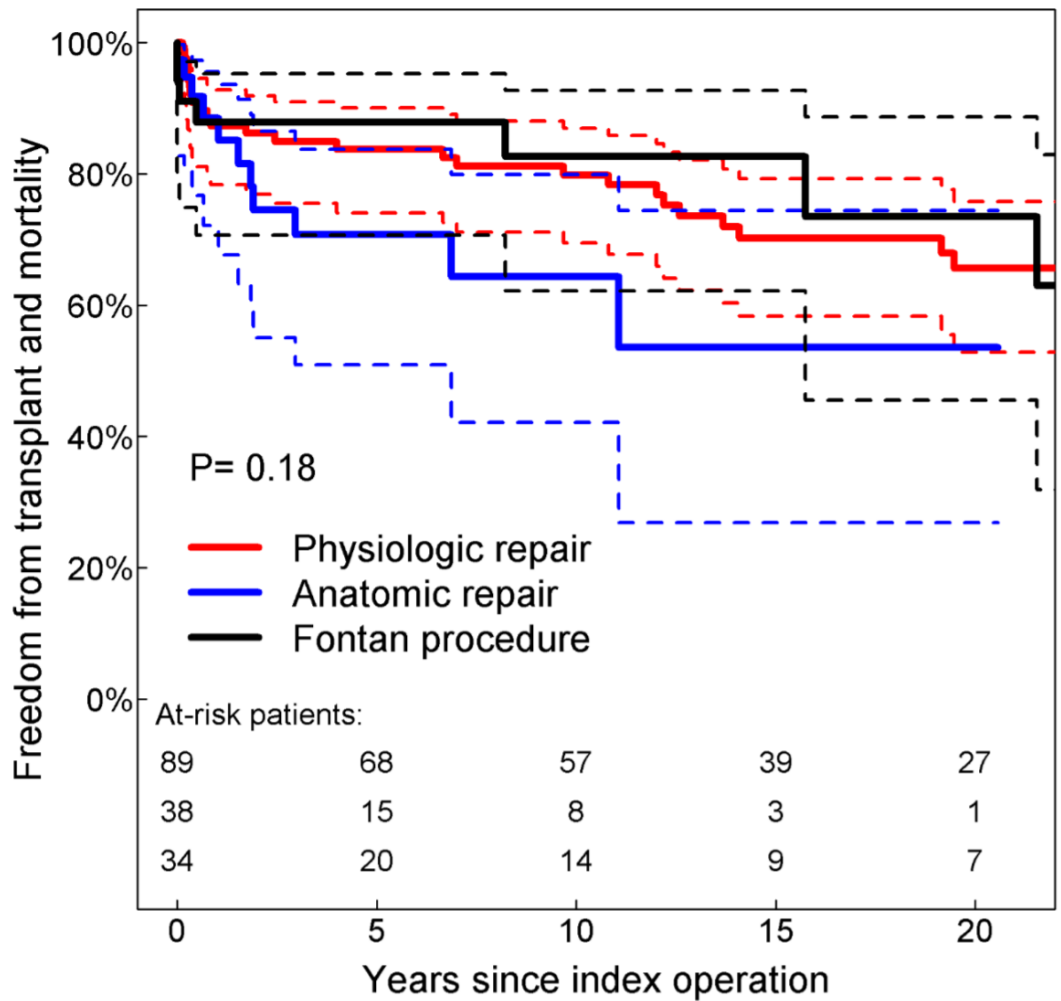 Freedom from transplant and mortality
100%
80%
60%
40%
20%
0%
P= 0.18
Physiologic repair
Anatomic repair
Fontan procedure
At-risk patients:
89 68 57 39 27
38 15 8 3 1
34 20 14 9 7
0 5 10 15 20
Years since index operation